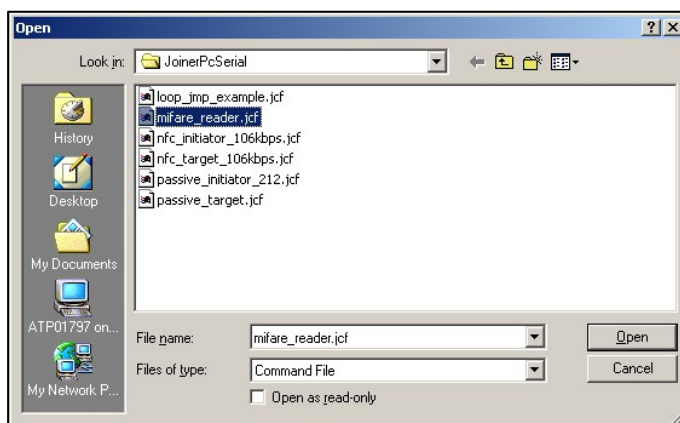 Open
Look in: JoinerPcSerial
History
Desktop
My Documents
ATP01797 on...
My Network P...
loop_jmp_example.jcf
mifare_reader.jcf
nfc_initiator_106kbps.jcf
nfc_target_106kbps.jcf
passive_initiator_212.jcf
passive_target.jcf
File name: mifare_reader.jcf Open
Files of type: Command File Cancel
Open as read-only